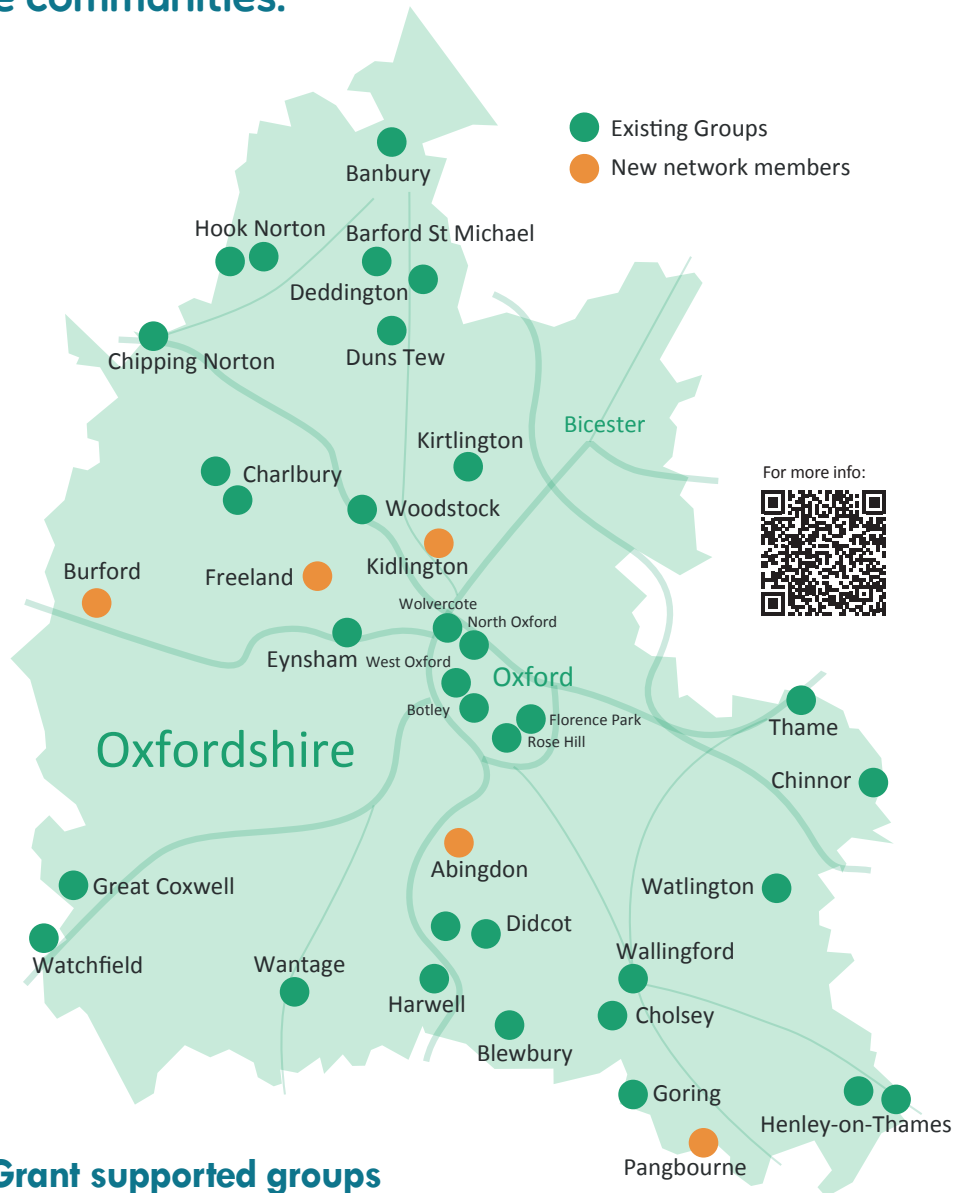 e communities.
Existing Groups
New network members
Banbury
Hook Norton
Barford St Michael
Deddington
Chipping Norton
Duns Tew
Bicester
Kirtlington
For more info:
Charlbury
Woodstock
Burford
Freeland
Kidlington
Wolvercote
North Oxford
Eynsham
West Oxford
Oxford
Botley
Florence Park
Rose Hill
Thame
Oxfordshire
Chinnor
Abingdon
Great Coxwell
Watlington
Didcot
Wallingford
Watchfield
Wantage
Harwell
Cholsey
Blewbury
Goring
Henley-on-Thames
Pangbourne
Grant supported groups